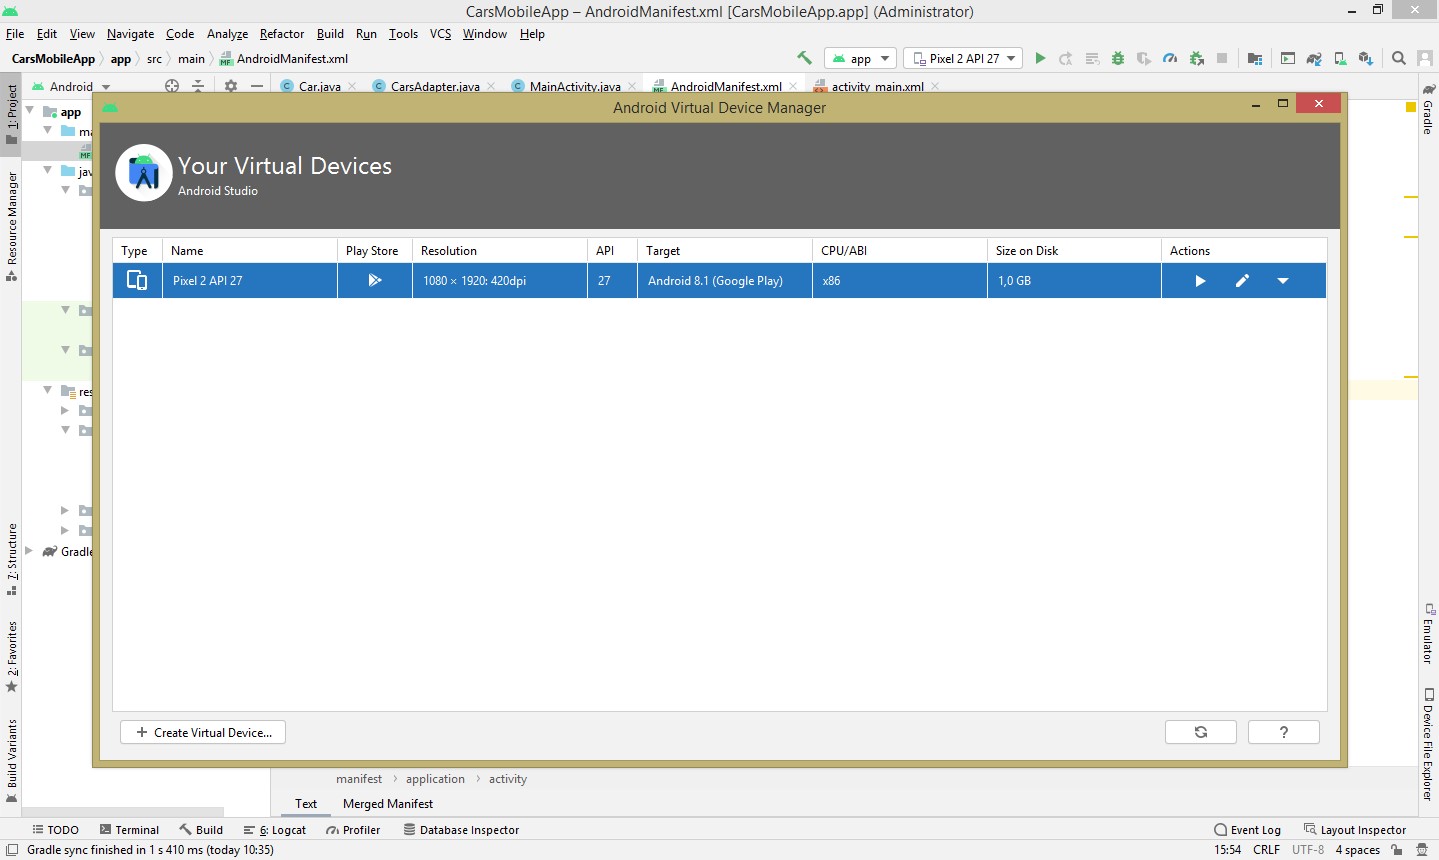 CarsMobileApp – AndroidManifest.xml [CarsMobileApp.app] (Administrator)
File Edit View Navigate Code Analyze Refactor Build Run Tools VCS Window Help
CarsMobileApp app src main AndroidManifest.xml
app Pixel 2 API 27
Android
Car.java CarsAdapter.java MainActivity.java AndroidManifest.xml activity_main.xml
1: Project
Resource Manager
7: Structure
2: Favorites
Build Variants
app
ma
jav
res
Gradle
Android Virtual Device Manager
Your Virtual Devices
Android Studio
Type Name Play Store Resolution API Target CPU/ABI Size on Disk Actions
Pixel 2 API 27 1080 × 1920: 420dpi 27 Android 8.1 (Google Play) x86 1,0 GB
+ Create Virtual Device... ?
Gradle
Emulator
Device File Explorer
manifest application activity
Text Merged Manifest
TODO Terminal Build 6: Logcat Profiler Database Inspector Event Log Layout Inspector
Gradle sync finished in 1 s 410 ms (today 10:35) 15:54 CRLF UTF-8 4 spaces